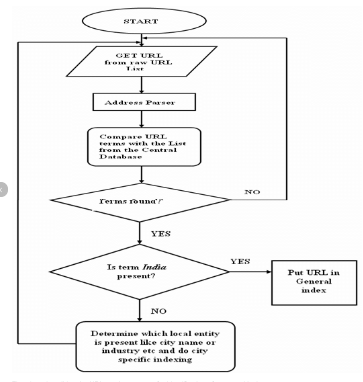 START
GET URL
from raw URL
List
Address Parser
Compare URL
terms with the List
from the Central
Database
Terms found?
NO
YES
Is term India
present?
YES
Put URL in
General
index
NO
Determine which local entity
is present like city name or
industry etc and do city
specific indexing